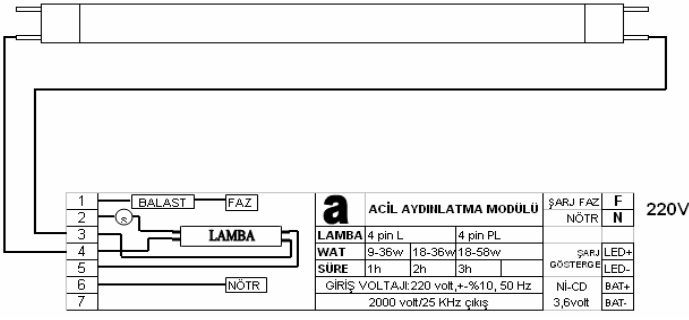 1 BALAST FAZ
2 S
3 LAMBA
4
5
6 NÖTR
7
a ACİL AYDINLATMA MODÜLÜ
LAMBA 4 pin L 4 pin PL
WAT 9-36w 18-36w 18-58w
SÜRE 1h 2h 3h
GİRİŞ VOLTAJI:220 volt,+-%10, 50 Hz
2000 volt/25 KHz çıkış
ŞARJ FAZ F
NÖTR N
220V
ŞARJ LED+
GÖSTERGE LED-
Nİ-CD BAT+
3,6volt BAT-